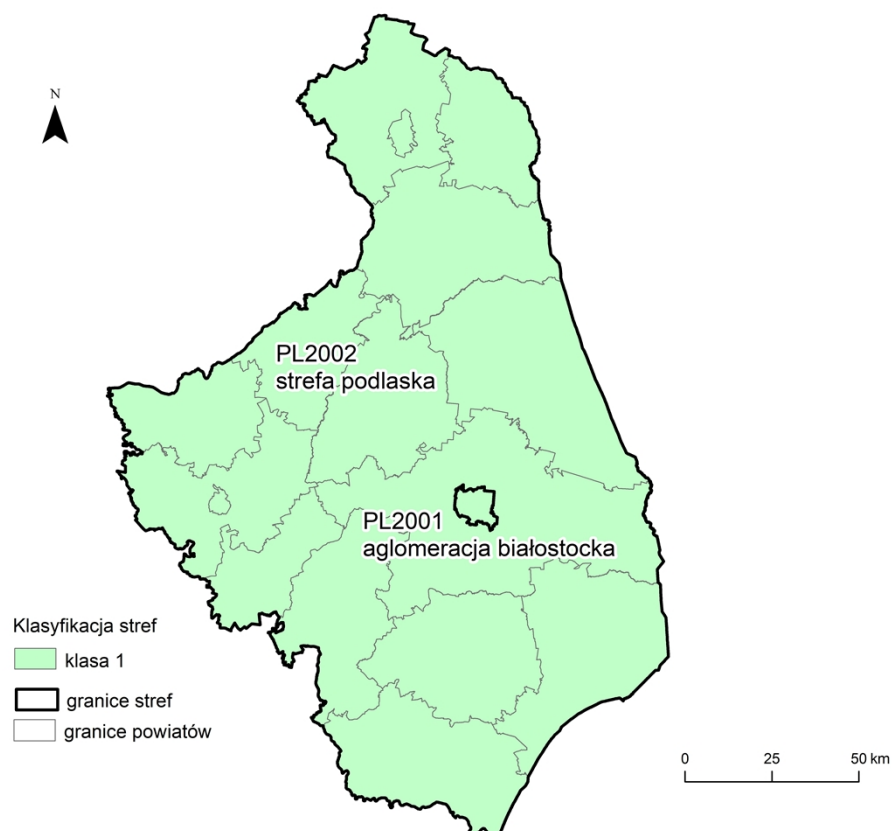 N
PL2002
strefa podlaska
PL2001
aglomeracja białostocka
Klasyfikacja stref
klasa 1
granice stref
granice powiatów
0 25 50 km